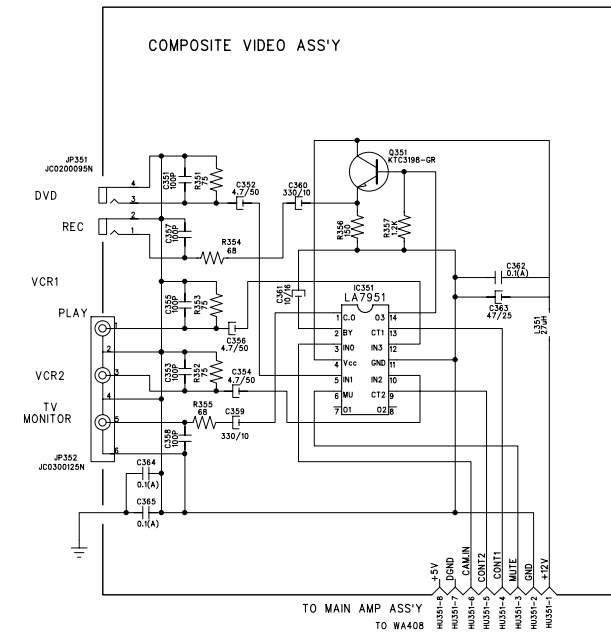 COMPOSITE VIDEO ASS'Y
JP351
JC0200095N
DVD
4
3
C351
100P
R351
75
C352
4.7/50
C360
330/10
Q351
KTC3198-GR
REC
2
1
C357
100P
R354
68
R356
150
R357
1.2K
C362
0.1(A)
C363
47/25
L351
27uH
VCR1
PLAY
1
C355
100P
R353
75
C356
4.7/50
C361
10/16
IC351
LA7951
1 C.O O3 14
2 BY CT1 13
3 IN0 IN3 12
4 Vcc GND 11
5 IN1 IN2 10
6 MU CT2 9
7 O1 O2 8
2
VCR2
3
C353
100P
R352
75
C354
4.7/50
4
TV
MONITOR
5
R355
68
C359
330/10
C358
100P
6
JP352
JC0300125N
C364
0.1(A)
C365
0.1(A)
+5V
DGND
CAM.IN
CONT2
CONT1
MUTE
GND
+12V
HU351-8
HU351-7
HU351-6
HU351-5
HU351-4
HU351-3
HU351-2
HU351-1
TO MAIN AMP ASS'Y
TO WA408